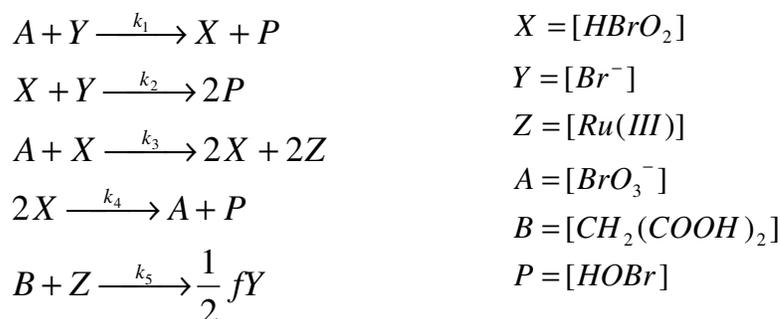 A + Y —k₁→ X + P
X + Y —k₂→ 2P
A + X —k₃→ 2X + 2Z
2X —k₄→ A + P
B + Z —k₅→ 1/2 fY
X = [HBrO₂]
Y = [Br⁻]
Z = [Ru(III)]
A = [BrO₃⁻]
B = [CH₂(COOH)₂]
P = [HOBr]